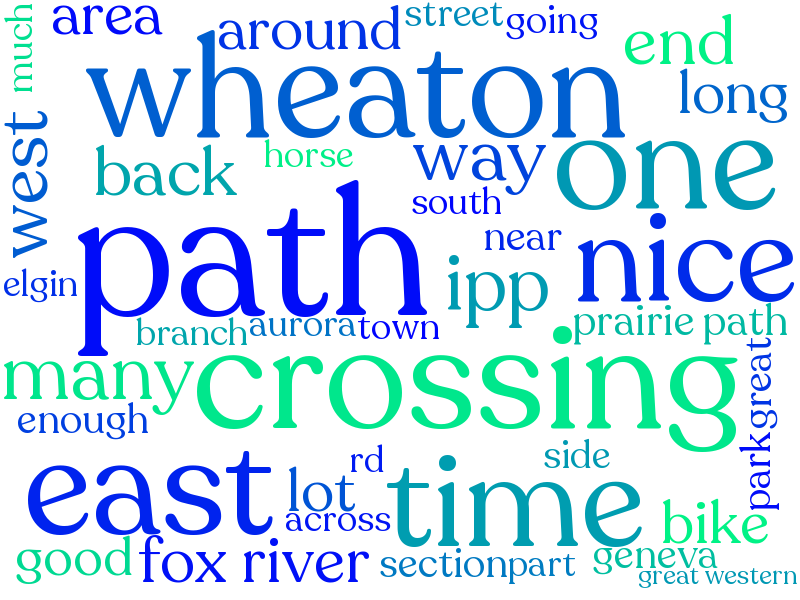 much
area
around
street
going
end
wheaton
long
west
back
horse
way
one
south
path
near
nice
elgin
ipp
branch
aurora
town
prairie path
many
crossing
great
enough
park
east
rd
side
lot
time
across
bike
good
fox river
section
part
geneva
great western